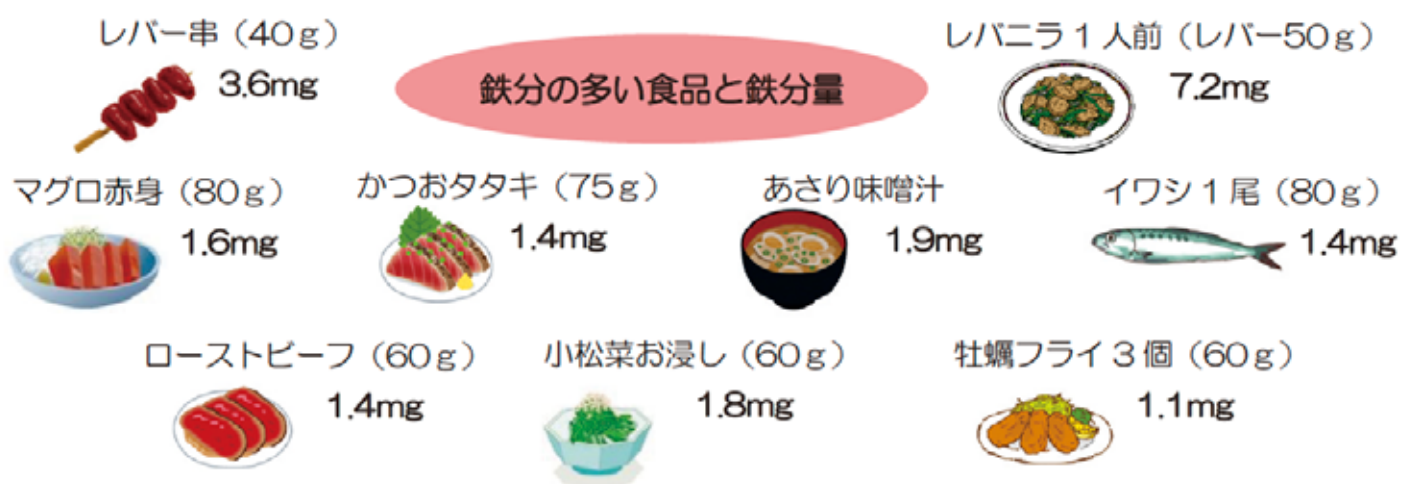 レバー串（40ｇ）
3.6mg
鉄分の多い食品と鉄分量
レバニラ１人前（レバー50ｇ）
7.2mg
マグロ赤身（80ｇ）
1.6mg
かつおタタキ（75ｇ）
1.4mg
あさり味噌汁
1.9mg
イワシ１尾（80ｇ）
1.4mg
ローストビーフ（60ｇ）
1.4mg
小松菜お浸し（60ｇ）
1.8mg
牡蠣フライ３個（60ｇ）
1.1mg